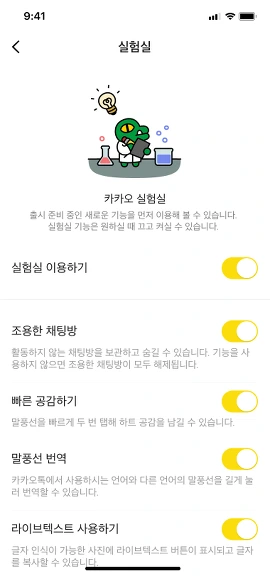 9:41
실험실
카카오 실험실
출시 준비 중인 새로운 기능을 먼저 이용해 볼 수 있습니다.
실험실 기능은 원하실 때 끄고 켜실 수 있습니다.
실험실 이용하기
조용한 채팅방
활동하지 않는 채팅방을 보관하고 숨길 수 있습니다. 기능을 사
용하지 않으면 조용한 채팅방이 모두 해제됩니다.
빠른 공감하기
말풍선을 빠르게 두 번 탭해 하트 공감을 남길 수 있습니다.
말풍선 번역
카카오톡에서 사용하시는 언어와 다른 언어의 말풍선을 길게 눌
러 번역할 수 있습니다.
라이브텍스트 사용하기
글자 인식이 가능한 사진에 라이브텍스트 버튼이 표시되고 글자
를 복사할 수 있습니다.